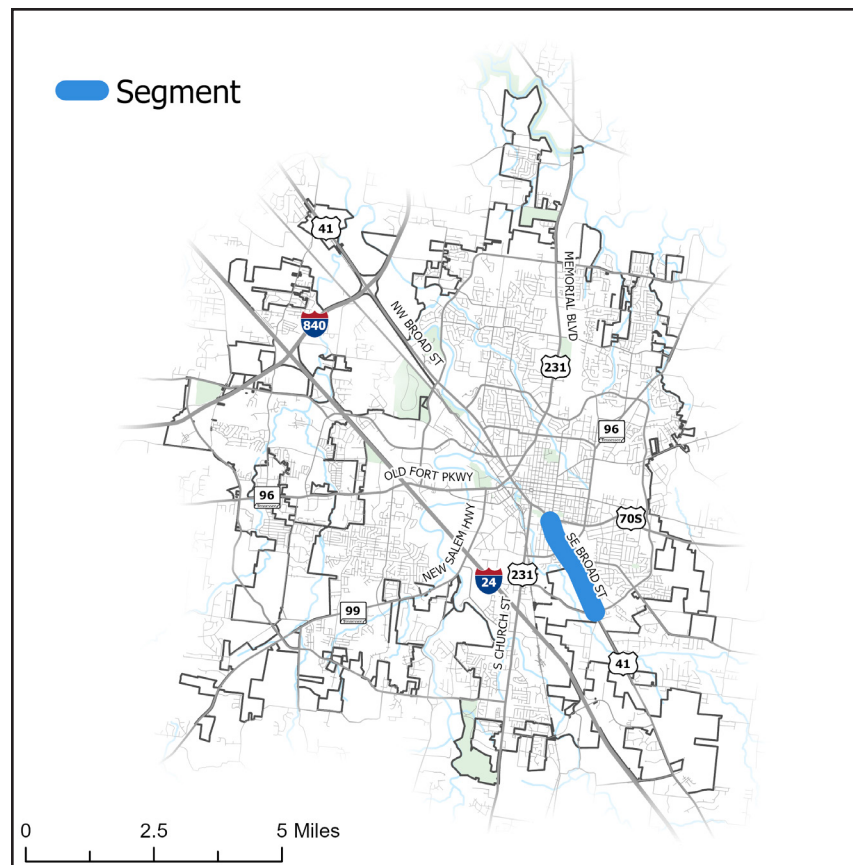 Segment
41
840
NW BROAD ST
MEMORIAL BLVD
231
96
OLD FORT PKWY
96
70S
NEW SALEM HWY
SE BROAD ST
24
231
99
S CHURCH ST
41
0 2.5 5 Miles